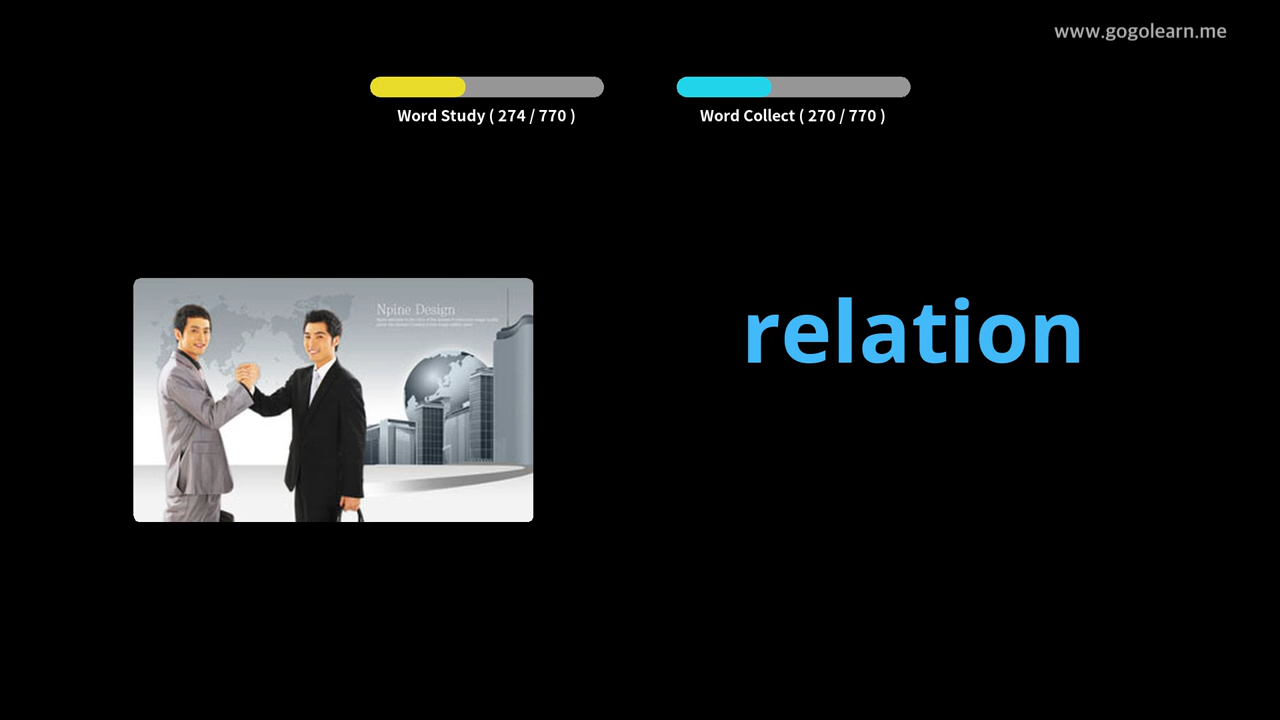 www.gogolearn.me
Word Study ( 274 / 770 )
Word Collect ( 270 / 770 )
Npine Design
relation